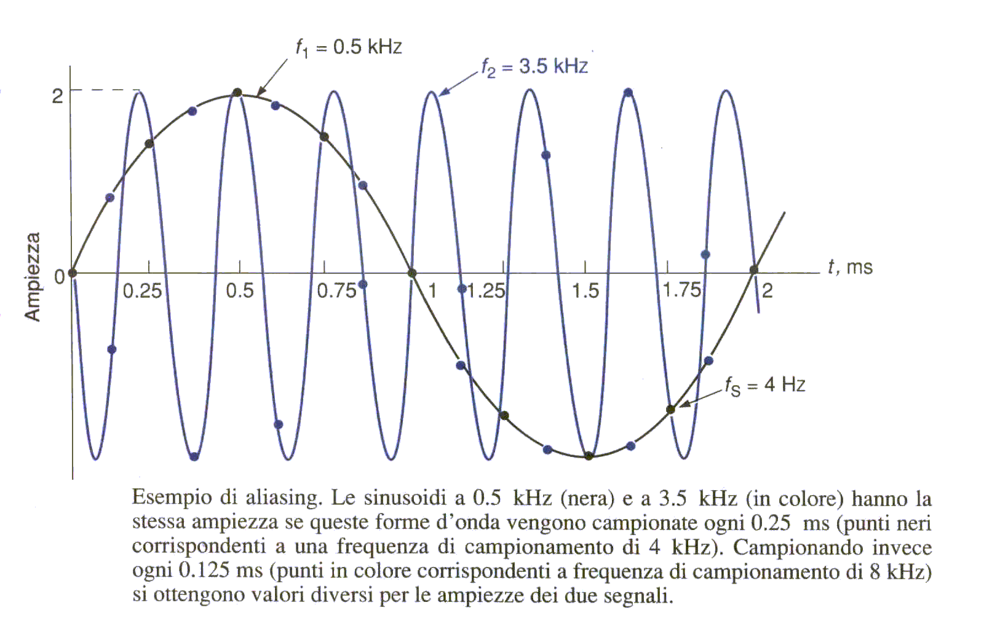 f1 = 0.5 kHz
f2 = 3.5 kHz
2
Ampiezza
0
0.25
0.5
0.75
1
1.25
1.5
1.75
2
t, ms
fS = 4 Hz
Esempio di aliasing. Le sinusoidi a 0.5 kHz (nera) e a 3.5 kHz (in colore) hanno la
stessa ampiezza se queste forme d'onda vengono campionate ogni 0.25 ms (punti neri
corrispondenti a una frequenza di campionamento di 4 kHz). Campionando invece
ogni 0.125 ms (punti in colore corrispondenti a frequenza di campionamento di 8 kHz)
si ottengono valori diversi per le ampiezze dei due segnali.